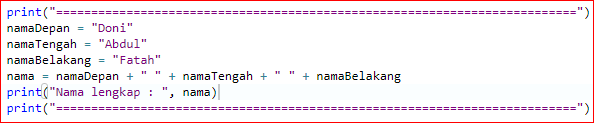 print("==========================================================================")
namaDepan = "Doni"
namaTengah = "Abdul"
namaBelakang = "Fatah"
nama = namaDepan + " " + namaTengah + " " + namaBelakang
print("Nama lengkap : ", nama)
print("==========================================================================")